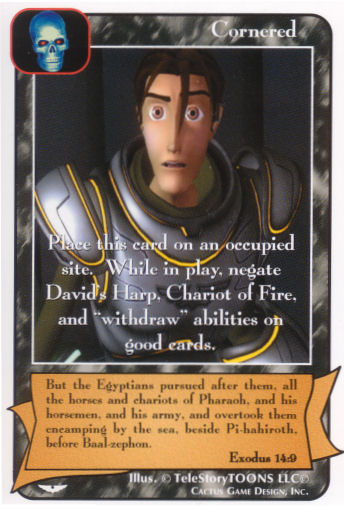 Cornered
Place this card on an occupied
site. While in play, negate
David's Harp, Chariot of Fire,
and "withdraw" abilities on
good cards.
But the Egyptians pursued after them, all
the horses and chariots of Pharaoh, and his
horsemen, and his army, and overtook them
encamping by the sea, beside Pi-hahiroth,
before Baal-zephon.
Exodus 14:9
Illus. © TeleStoryTOONS LLC©
Cactus Game Design, Inc.